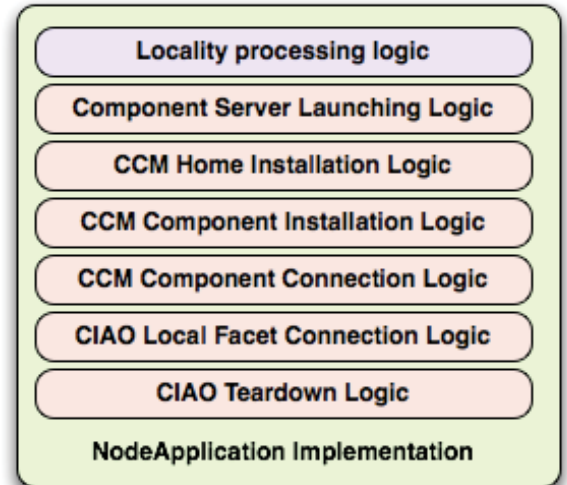 Locality processing logic
Component Server Launching Logic
CCM Home Installation Logic
CCM Component Installation Logic
CCM Component Connection Logic
CIAO Local Facet Connection Logic
CIAO Teardown Logic
NodeApplication Implementation